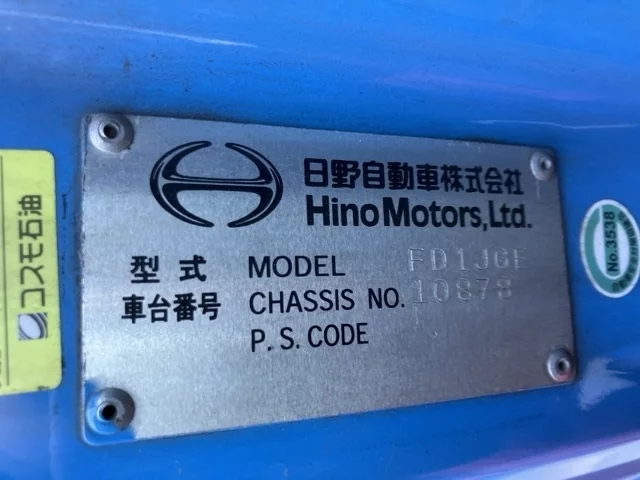 日野自動車株式会社
Hino Motors, Ltd.
型式 MODEL FD1JGE
車台番号 CHASSIS NO. 10878
P. S. CODE
コスモ石油
No.3538